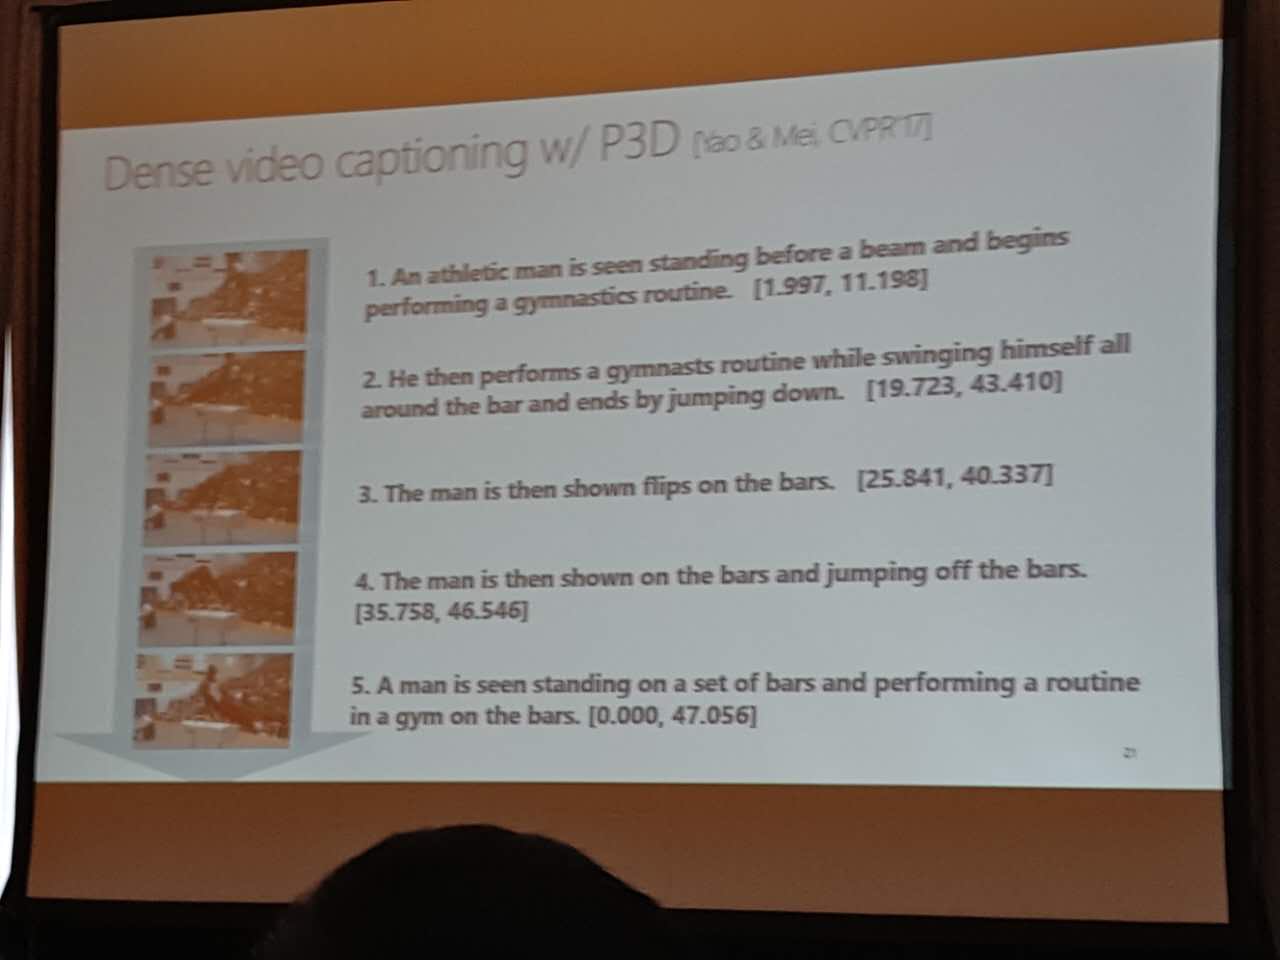 Dense video captioning w/ P3D [Yao & Mei, CVPR'17]
1. An athletic man is seen standing before a beam and begins
performing a gymnastics routine. [1.997, 11.198]
2. He then performs a gymnasts routine while swinging himself all
around the bar and ends by jumping down. [19.723, 43.410]
3. The man is then shown flips on the bars. [25.841, 40.337]
4. The man is then shown on the bars and jumping off the bars.
[35.758, 46.546]
5. A man is seen standing on a set of bars and performing a routine
in a gym on the bars. [0.000, 47.056]